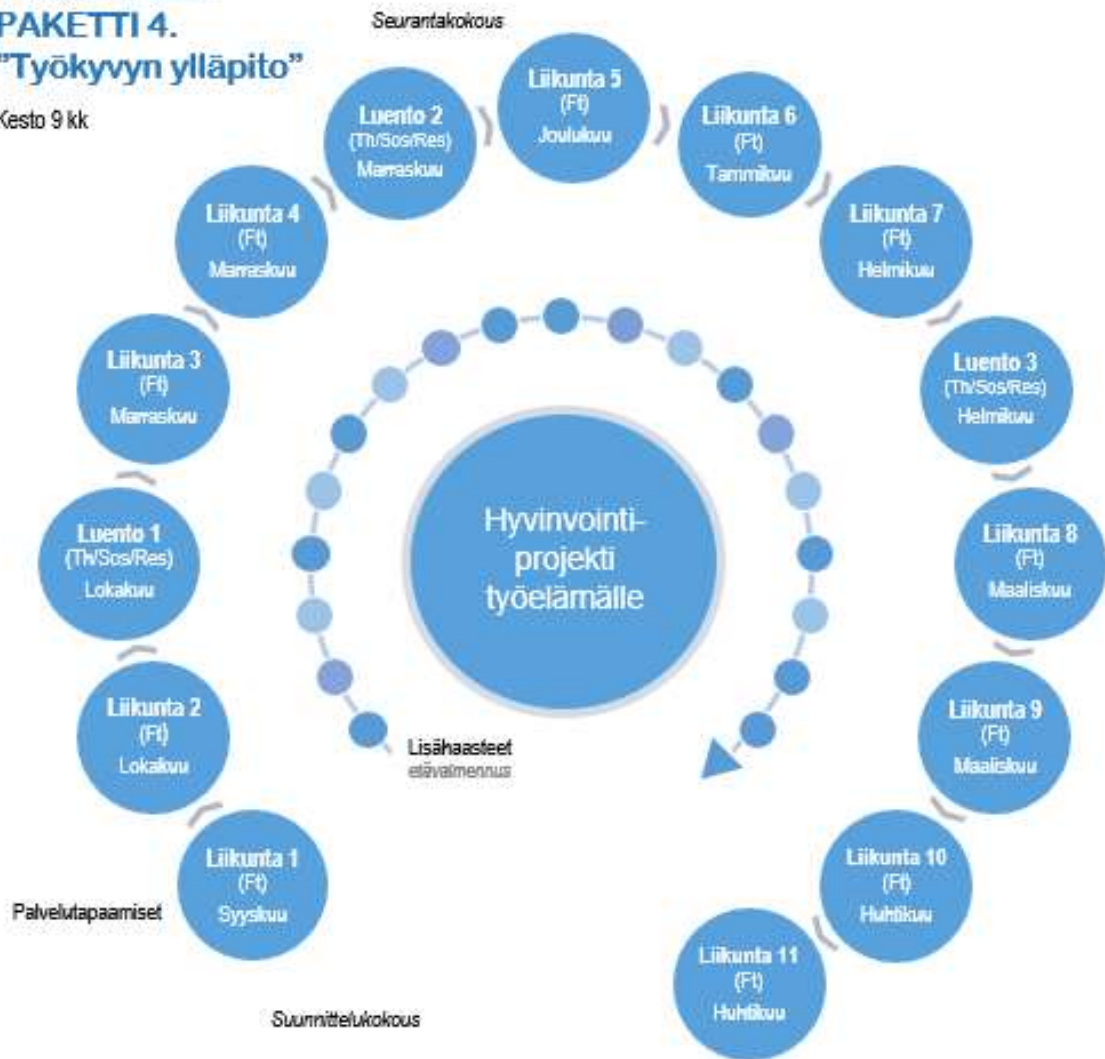 PAKETTI 4.
"Työkyvyn ylläpito"
Kesto 9 kk
Seurantakokous
Liikunta 1
(Ft)
Syyskuu
Liikunta 2
(Ft)
Lokakuu
Luento 1
(Th/Sos/Res)
Lokakuu
Liikunta 3
(Ft)
Marraskuu
Liikunta 4
(Ft)
Marraskuu
Luento 2
(Th/Sos/Res)
Marraskuu
Liikunta 5
(Ft)
Joulukuu
Liikunta 6
(Ft)
Tammikuu
Liikunta 7
(Ft)
Helmikuu
Luento 3
(Th/Sos/Res)
Helmikuu
Liikunta 8
(Ft)
Maaliskuu
Liikunta 9
(Ft)
Maaliskuu
Liikunta 10
(Ft)
Huhtikuu
Liikunta 11
(Ft)
Huhtikuu
Hyvinvointi-
projekti
työelämälle
Lisähaasteet
etävalmennus
Palvelutapaamiset
Suunnittelukokous